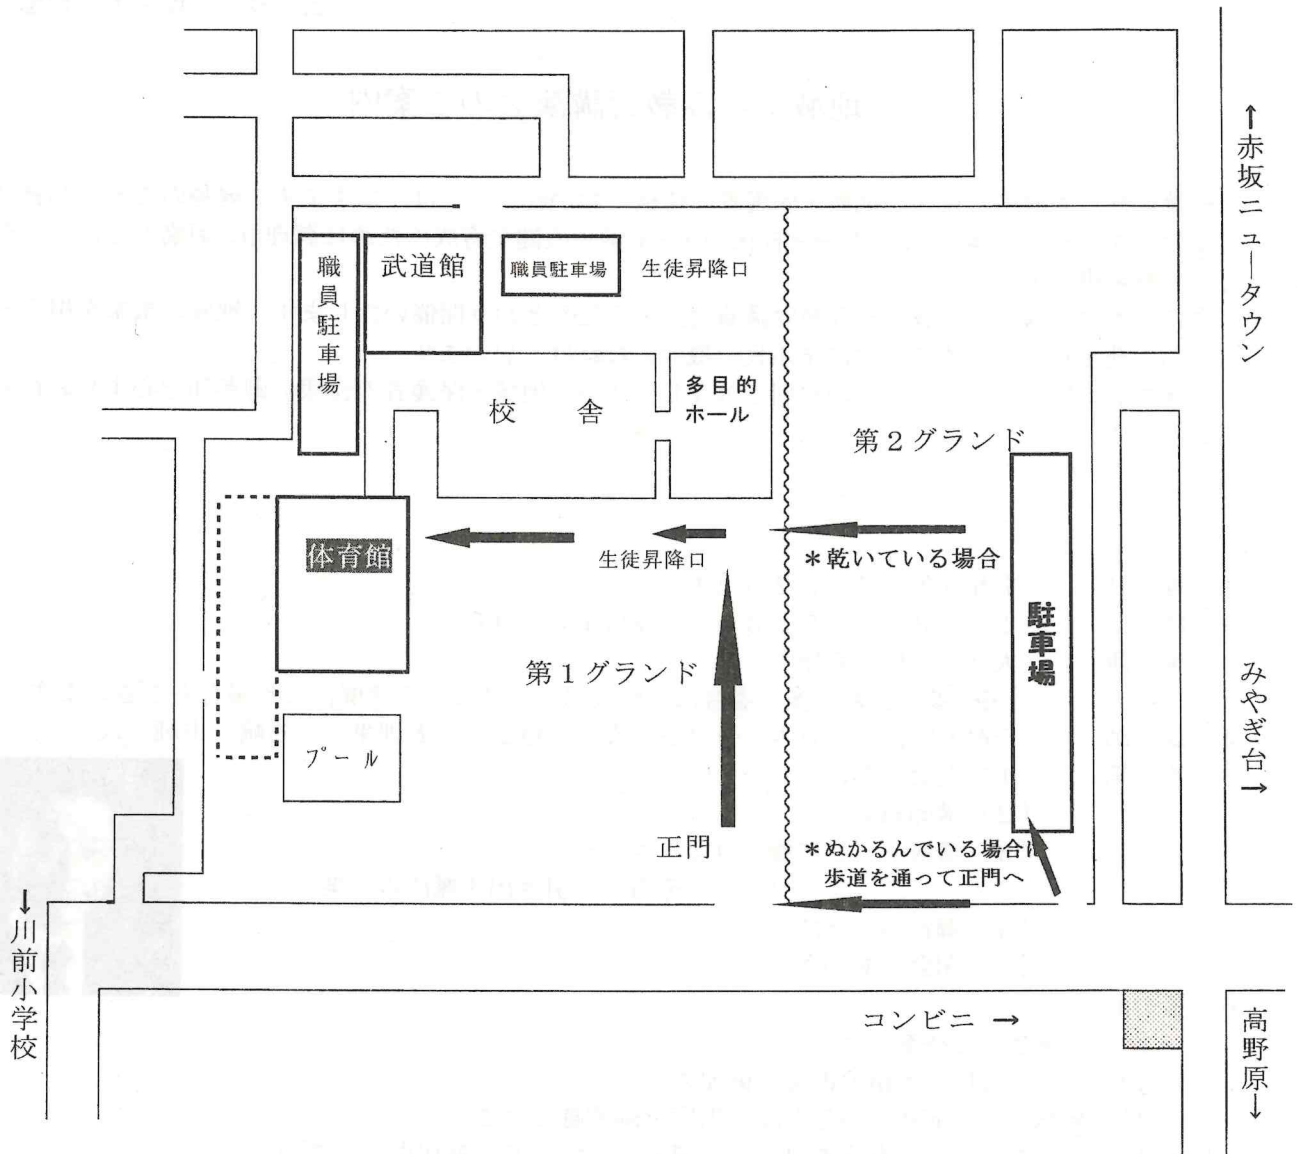 ↑赤坂ニュータウン
職員駐車場
武道館
職員駐車場
生徒昇降口
校舎
多目的
ホール
第２グランド
体育館
生徒昇降口
＊乾いている場合
駐車場
第１グランド
みやぎ台→
プール
正門
＊ぬかるんでいる場合は
歩道を通って正門へ
←川前小学校
コンビニ →
高野原→